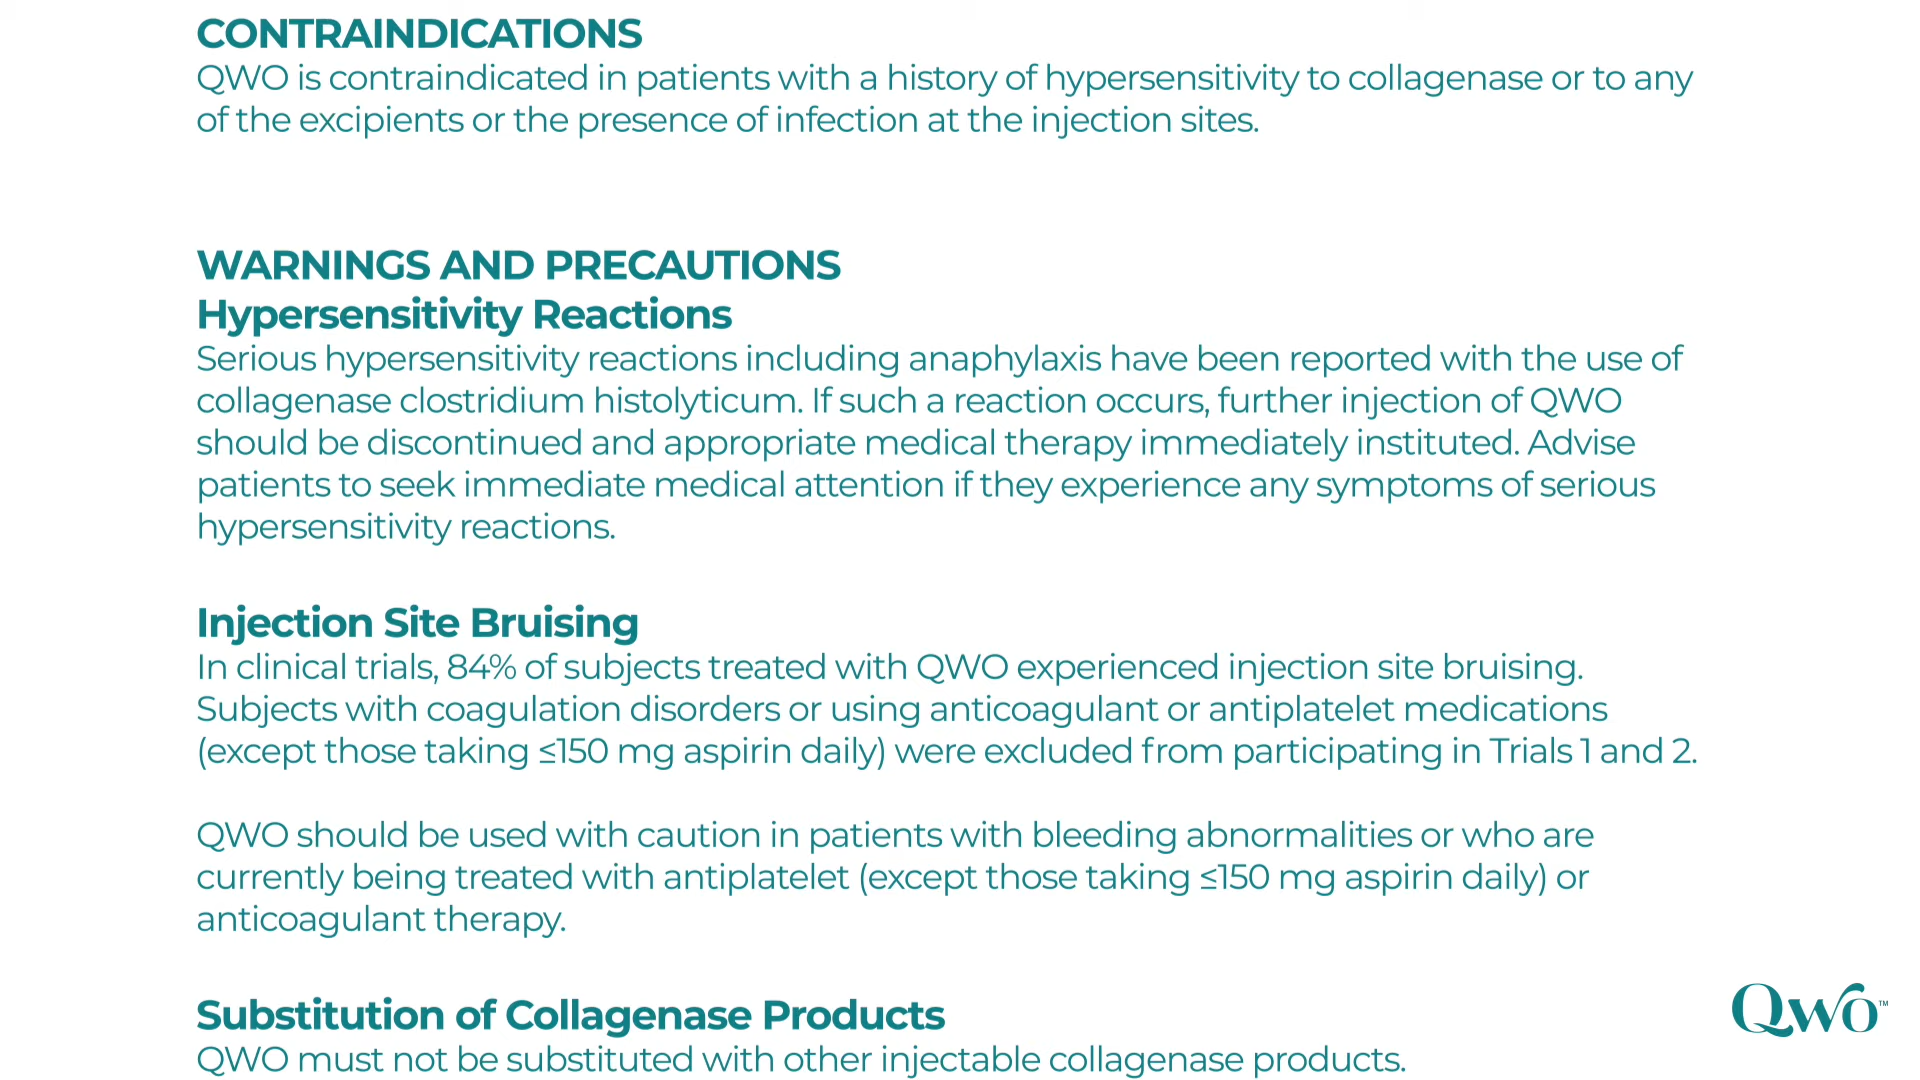 CONTRAINDICATIONS
QWO is contraindicated in patients with a history of hypersensitivity to collagenase or to any
of the excipients or the presence of infection at the injection sites.
WARNINGS AND PRECAUTIONS
Hypersensitivity Reactions
Serious hypersensitivity reactions including anaphylaxis have been reported with the use of
collagenase clostridium histolyticum. If such a reaction occurs, further injection of QWO
should be discontinued and appropriate medical therapy immediately instituted. Advise
patients to seek immediate medical attention if they experience any symptoms of serious
hypersensitivity reactions.
Injection Site Bruising
In clinical trials, 84% of subjects treated with QWO experienced injection site bruising.
Subjects with coagulation disorders or using anticoagulant or antiplatelet medications
(except those taking ≤150 mg aspirin daily) were excluded from participating in Trials 1 and 2.
QWO should be used with caution in patients with bleeding abnormalities or who are
currently being treated with antiplatelet (except those taking ≤150 mg aspirin daily) or
anticoagulant therapy.
Substitution of Collagenase Products
QWO must not be substituted with other injectable collagenase products.
Qwo™